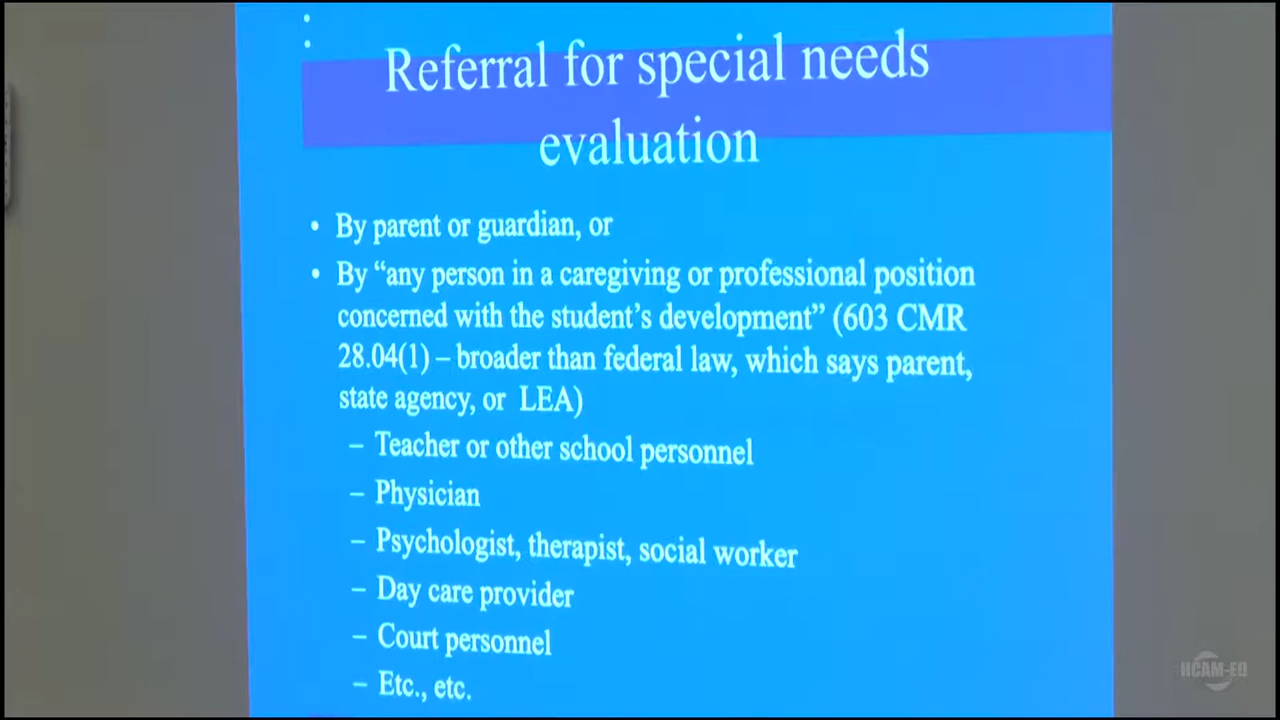 Referral for special needs
evaluation
• By parent or guardian, or
• By “any person in a caregiving or professional position
concerned with the student’s development” (603 CMR
28.04(1) – broader than federal law, which says parent,
state agency, or LEA)
– Teacher or other school personnel
– Physician
– Psychologist, therapist, social worker
– Day care provider
– Court personnel
– Etc., etc.
HCAM-ED